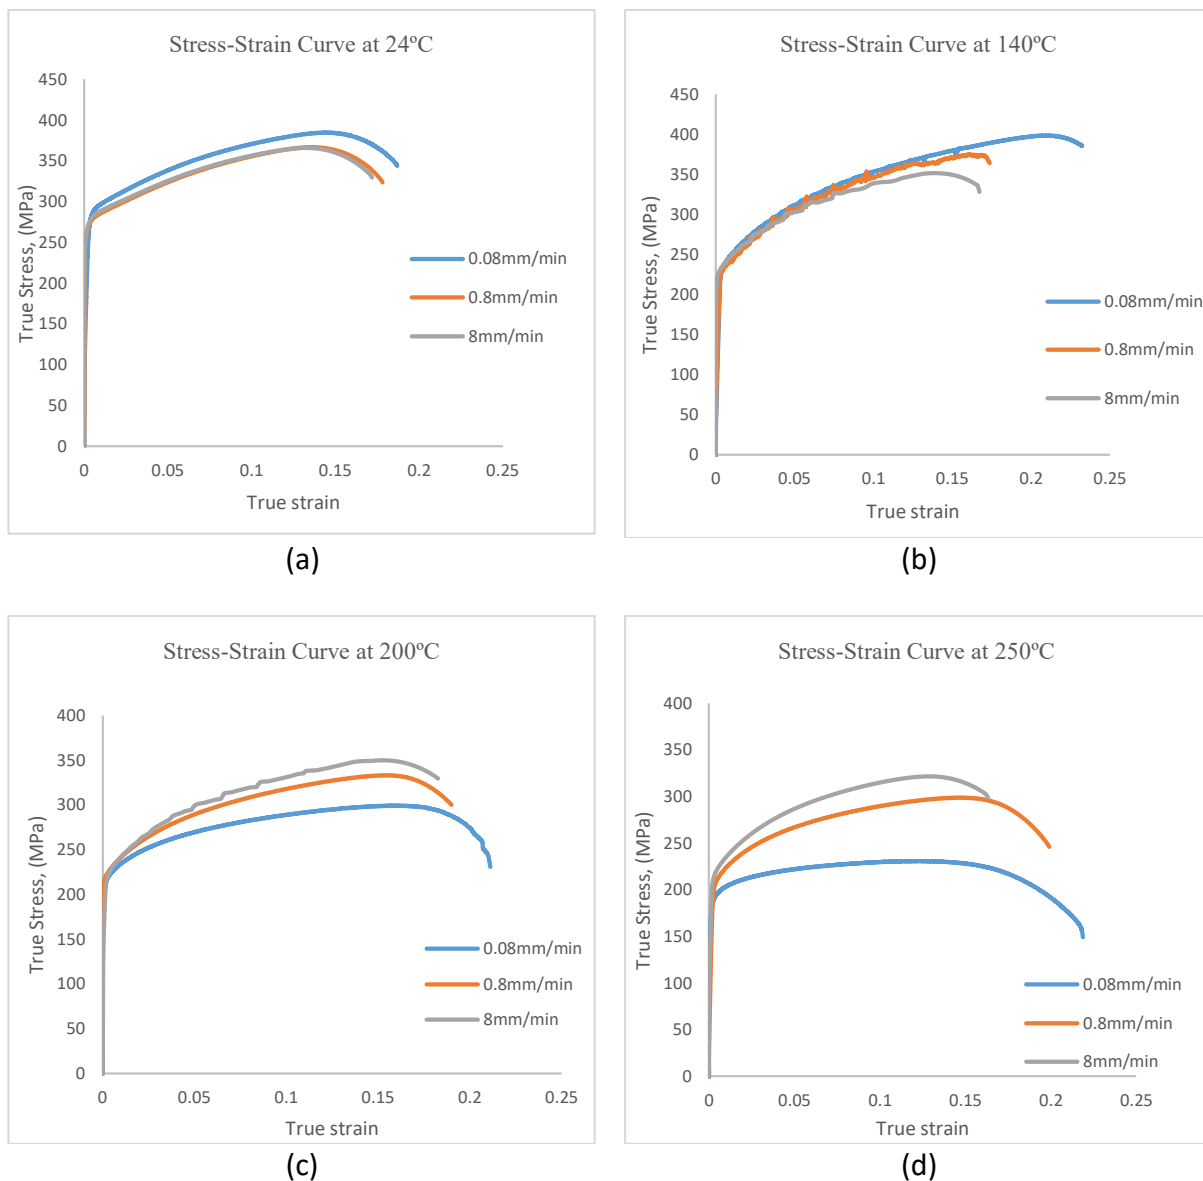 Stress-Strain Curve at 24ºC
450
400
350
300
250
200
150
100
50
0
True Stress, (MPa)
0.08mm/min
0.8mm/min
8mm/min
0 0.05 0.1 0.15 0.2 0.25
True strain
(a)
Stress-Strain Curve at 140ºC
450
400
350
300
250
200
150
100
50
0
True Stress, (MPa)
0.08mm/min
0.8mm/min
8mm/min
0 0.05 0.1 0.15 0.2 0.25
True strain
(b)
Stress-Strain Curve at 200ºC
400
350
300
250
200
150
100
50
0
True Stress, (MPa)
0.08mm/min
0.8mm/min
8mm/min
0 0.05 0.1 0.15 0.2 0.25
True strain
(c)
Stress-Strain Curve at 250ºC
400
350
300
250
200
150
100
50
0
True Stress, (MPa)
0.08mm/min
0.8mm/min
8mm/min
0 0.05 0.1 0.15 0.2 0.25
True strain
(d)